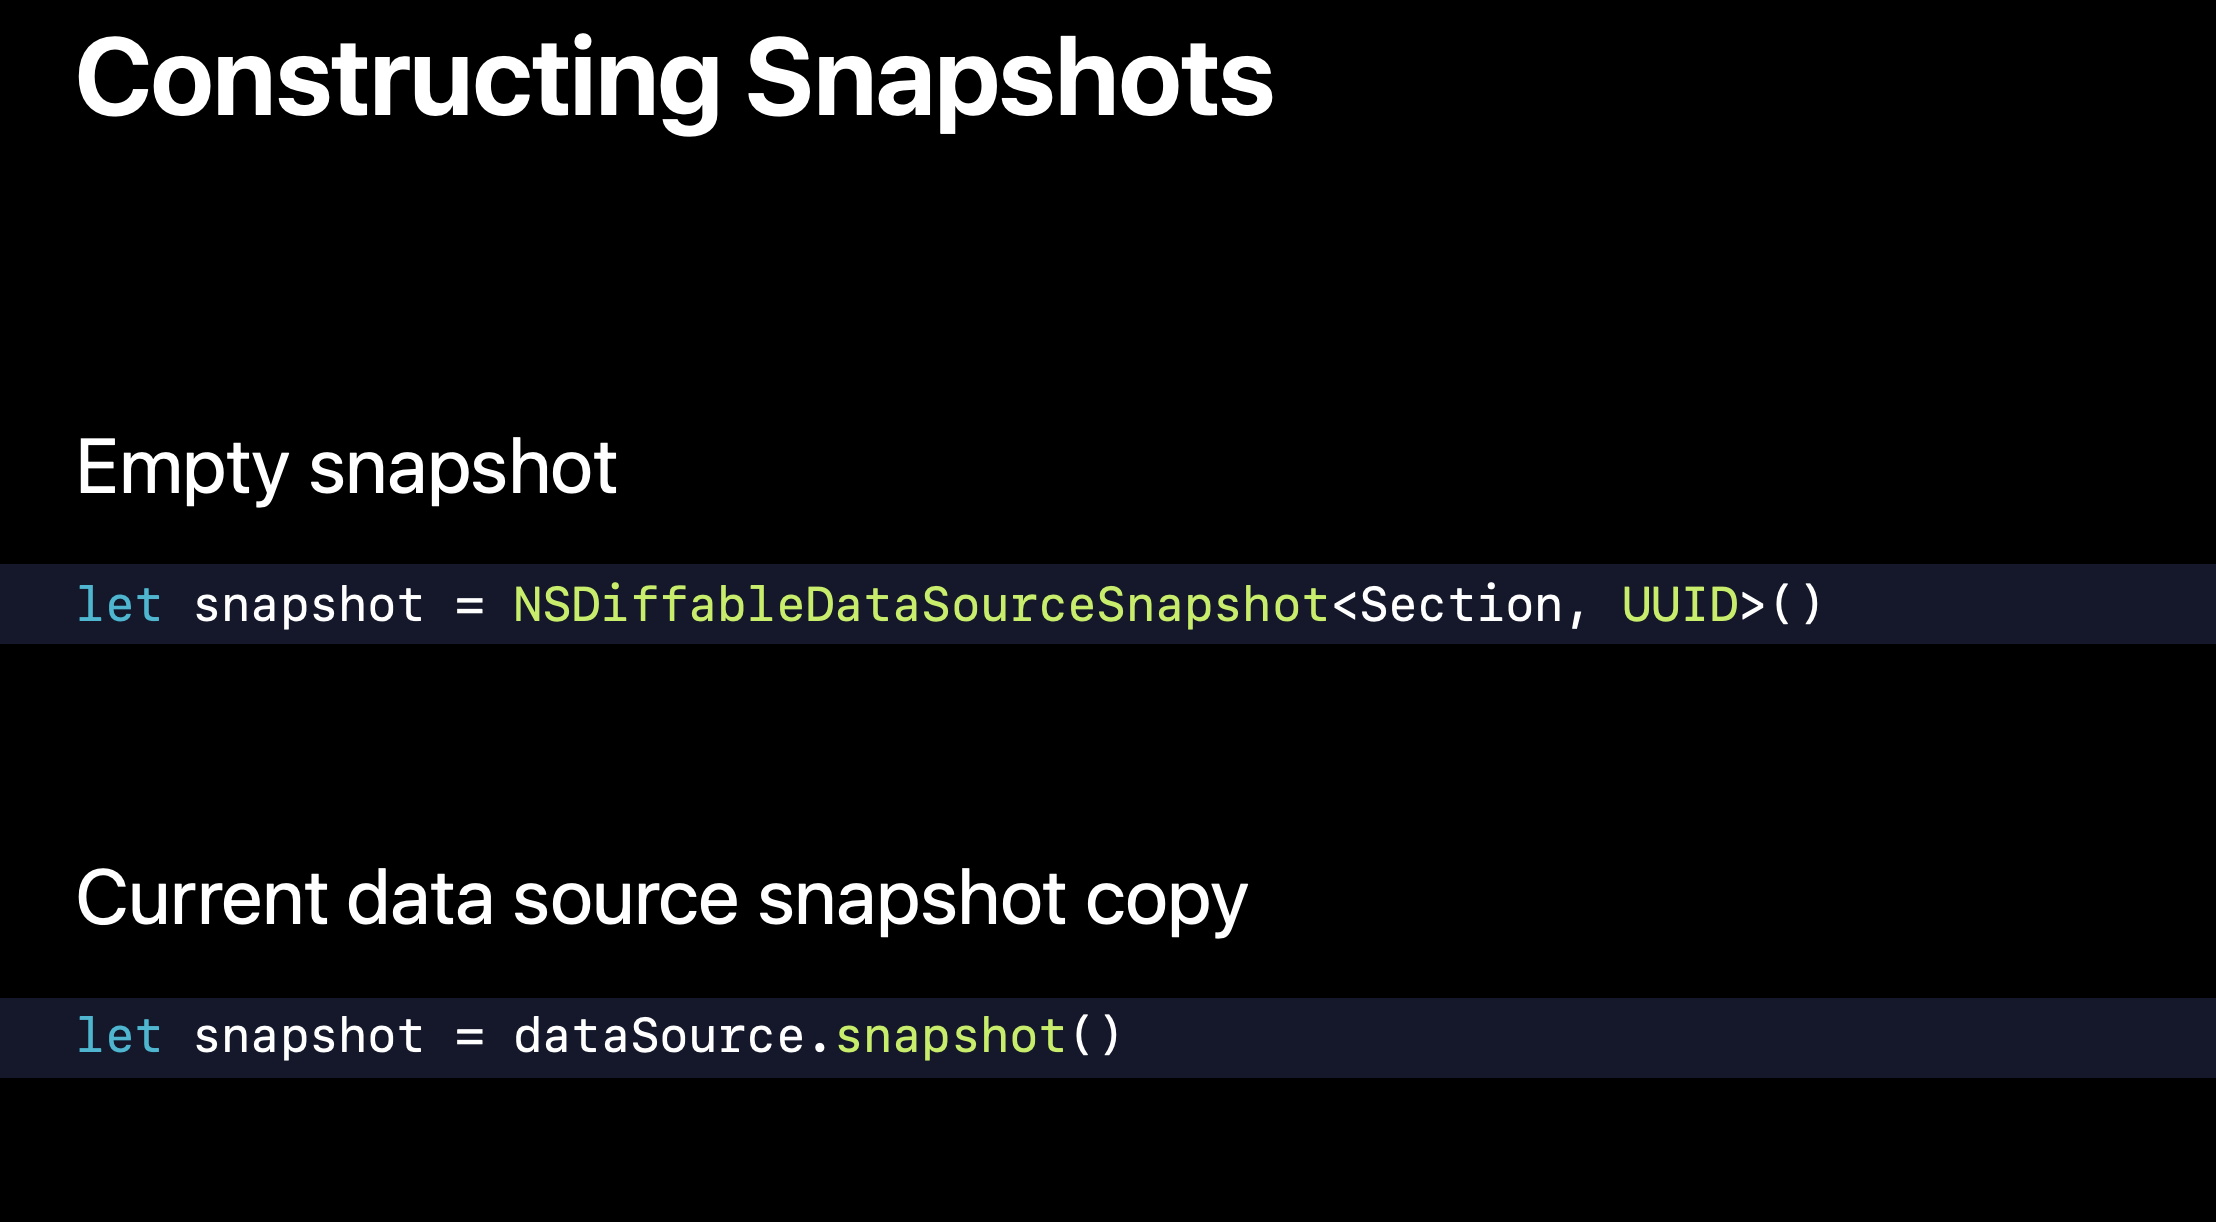 Constructing Snapshots
Empty snapshot
let snapshot = NSDiffableDataSourceSnapshot<Section, UUID>()
Current data source snapshot copy
let snapshot = dataSource.snapshot()